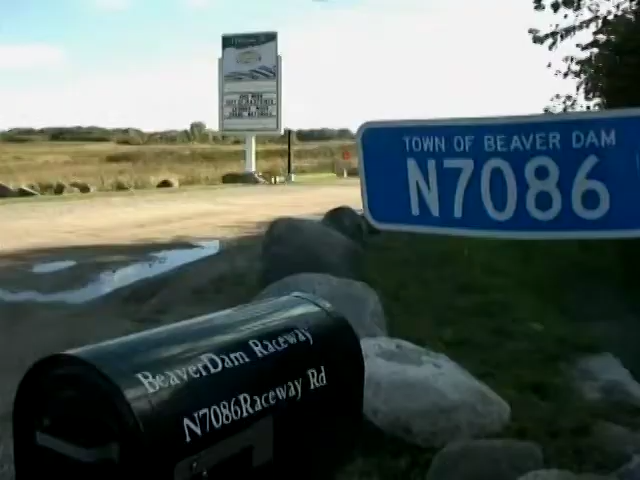 TOWN OF BEAVER DAM
N7086
BeaverDam Raceway
N7086Raceway Rd